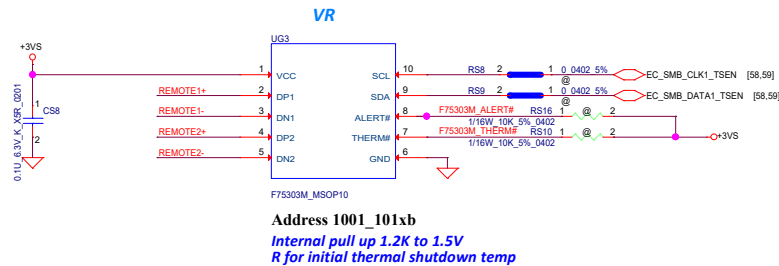 VR
+3VS
UG3
1 VCC SCL 10 RS8 2 1 0_0402_5% EC_SMB_CLK1_TSEN [58,59]
@
REMOTE1+ 2 DP1 SDA 9 RS9 2 1 0_0402_5% EC_SMB_DATA1_TSEN [58,59]
@
REMOTE1- 3 DN1 ALERT# 8 F75303M_ALERT# RS16 1 @ 2
1/16W_10K_5%_0402
REMOTE2+ 4 DP2 THERM# 7 F75303M_THERM# RS10 1 @ 2 +3VS
1/16W_10K_5%_0402
REMOTE2- 5 DN2 GND 6
1
CS8
2
0.1U_6.3V_K_X5R_0201
F75303M_MSOP10
Address 1001_101xb
Internal pull up 1.2K to 1.5V
R for initial thermal shutdown temp